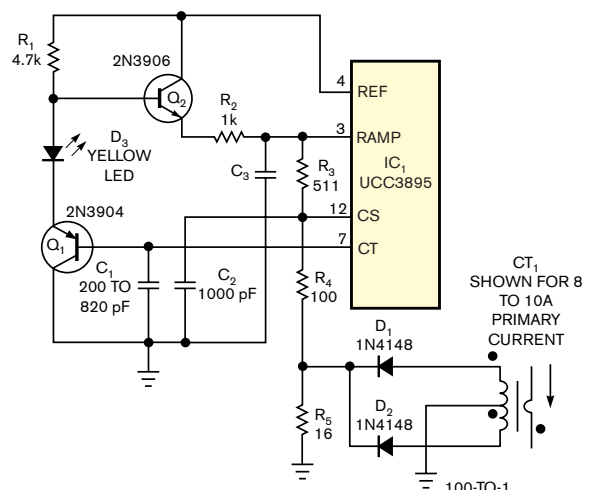 R1
4.7k
2N3906
Q2
R2
1k
4
REF
3
RAMP
D3
YELLOW
LED
C3
R3
511
IC1
UCC3895
12
CS
2N3904
Q1
7
CT
C1
200 TO
820 pF
C2
1000 pF
R4
100
CT1
SHOWN FOR 8
TO 10A
PRIMARY
CURRENT
D1
1N4148
D2
1N4148
R5
16
100-TO-1